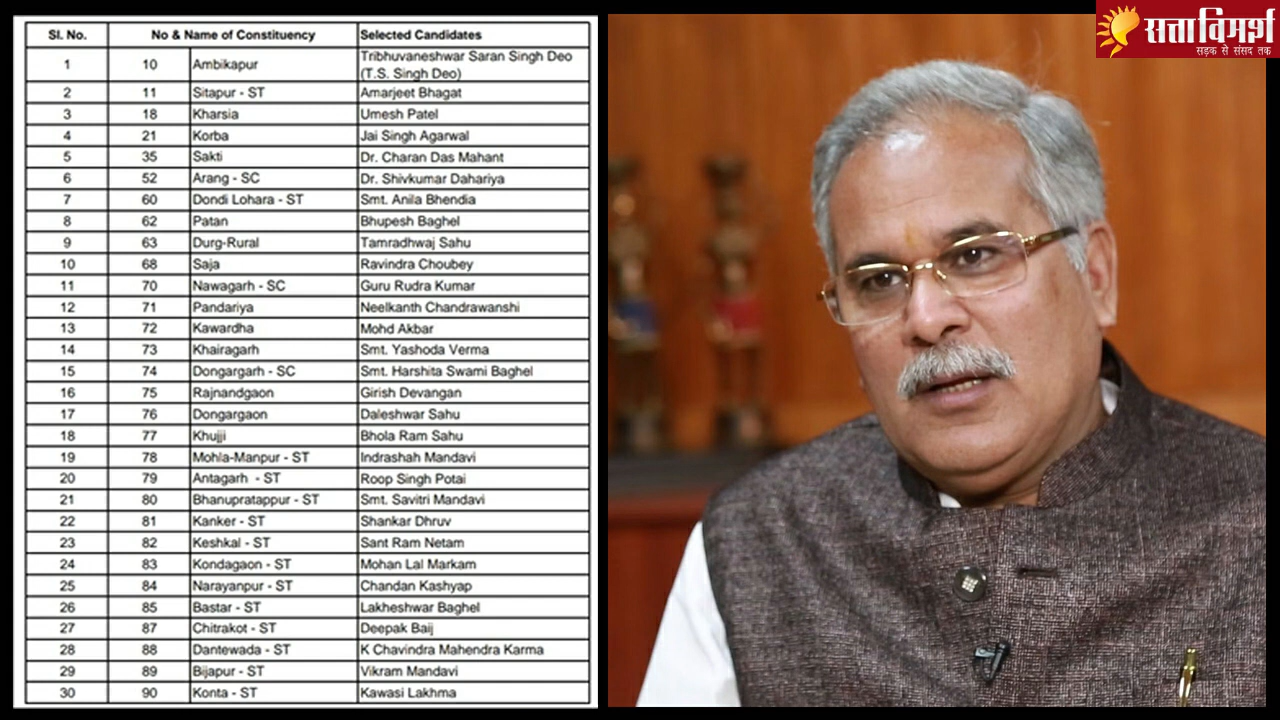 सत्ता विमर्श
सड़क से संसद तक
Sl. No. No & Name of Constituency Selected Candidates
1 10 Ambikapur Tribhuvaneshwar Saran Singh Deo
(T.S. Singh Deo)
2 11 Sitapur - ST Amarjeet Bhagat
3 18 Kharsia Umesh Patel
4 21 Korba Jai Singh Agarwal
5 35 Sakti Dr. Charan Das Mahant
6 52 Arang - SC Dr. Shivkumar Dahariya
7 60 Dondi Lohara - ST Smt. Anila Bhendia
8 62 Patan Bhupesh Baghel
9 63 Durg-Rural Tamradhwaj Sahu
10 68 Saja Ravindra Choubey
11 70 Nawagarh - SC Guru Rudra Kumar
12 71 Pandariya Neelkanth Chandrawanshi
13 72 Kawardha Mohd Akbar
14 73 Khairagarh Smt. Yashoda Verma
15 74 Dongargarh - SC Smt. Harshita Swami Baghel
16 75 Rajnandgaon Girish Devangan
17 76 Dongargaon Daleshwar Sahu
18 77 Khujji Bhola Ram Sahu
19 78 Mohla-Manpur - ST Indrashah Mandavi
20 79 Antagarh - ST Roop Singh Potai
21 80 Bhanupratappur - ST Smt. Savitri Mandavi
22 81 Kanker - ST Shankar Dhruv
23 82 Keshkal - ST Sant Ram Netam
24 83 Kondagaon - ST Mohan Lal Markam
25 84 Narayanpur - ST Chandan Kashyap
26 85 Bastar - ST Lakheshwar Baghel
27 87 Chitrakot - ST Deepak Baij
28 88 Dantewada - ST K Chavindra Mahendra Karma
29 89 Bijapur - ST Vikram Mandavi
30 90 Konta - ST Kawasi Lakhma